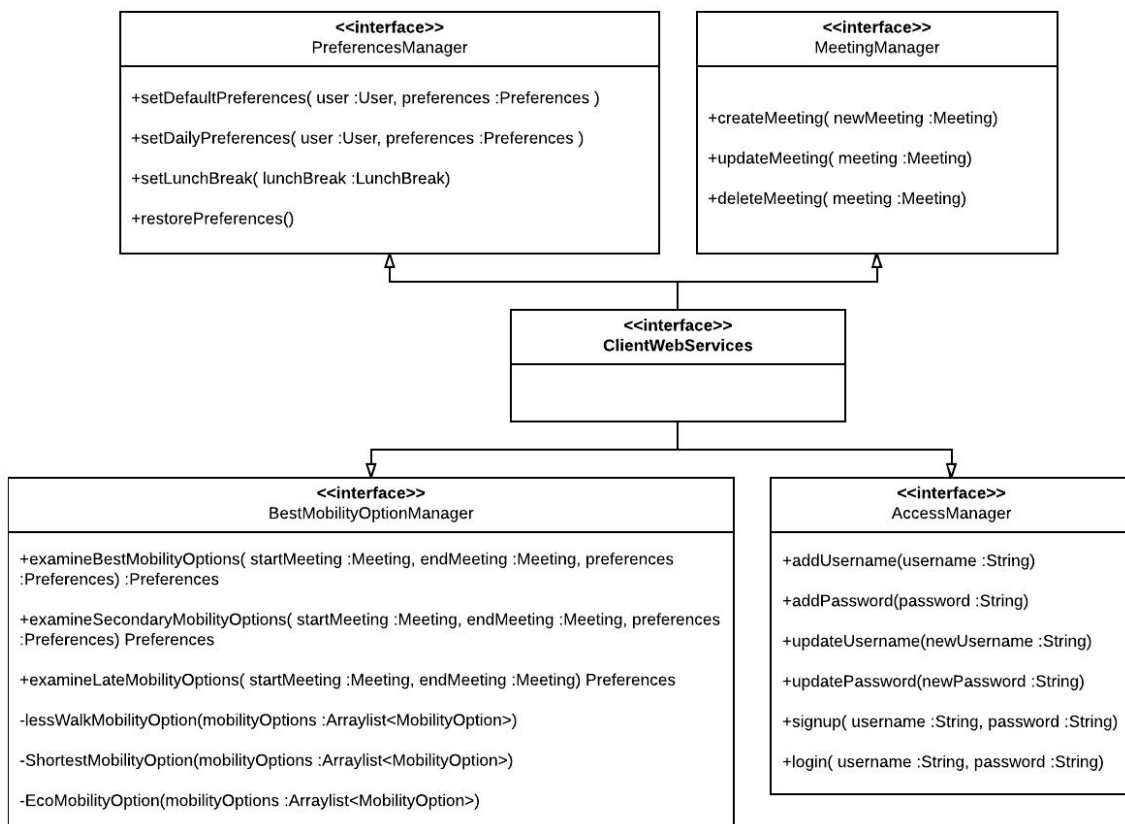 <<interface>>
PreferencesManager
+setDefaultPreferences( user :User, preferences :Preferences )
+setDailyPreferences( user :User, preferences :Preferences )
+setLunchBreak( lunchBreak :LunchBreak)
+restorePreferences()
<<interface>>
MeetingManager
+createMeeting( newMeeting :Meeting)
+updateMeeting( meeting :Meeting)
+deleteMeeting( meeting :Meeting)
<<interface>>
ClientWebServices
<<interface>>
BestMobilityOptionManager
+examineBestMobilityOptions( startMeeting :Meeting, endMeeting :Meeting, preferences
:Preferences) :Preferences
+examineSecondaryMobilityOptions( startMeeting :Meeting, endMeeting :Meeting, preferences
:Preferences) Preferences
+examineLateMobilityOptions( startMeeting :Meeting, endMeeting :Meeting) Preferences
-lessWalkMobilityOption(mobilityOptions :Arraylist<MobilityOption>)
-ShortestMobilityOption(mobilityOptions :Arraylist<MobilityOption>)
-EcoMobilityOption(mobilityOptions :Arraylist<MobilityOption>)
<<interface>>
AccessManager
+addUsername(username :String)
+addPassword(password :String)
+updateUsername(newUsername :String)
+updatePassword(newPassword :String)
+signup( username :String, password :String)
+login( username :String, password :String)